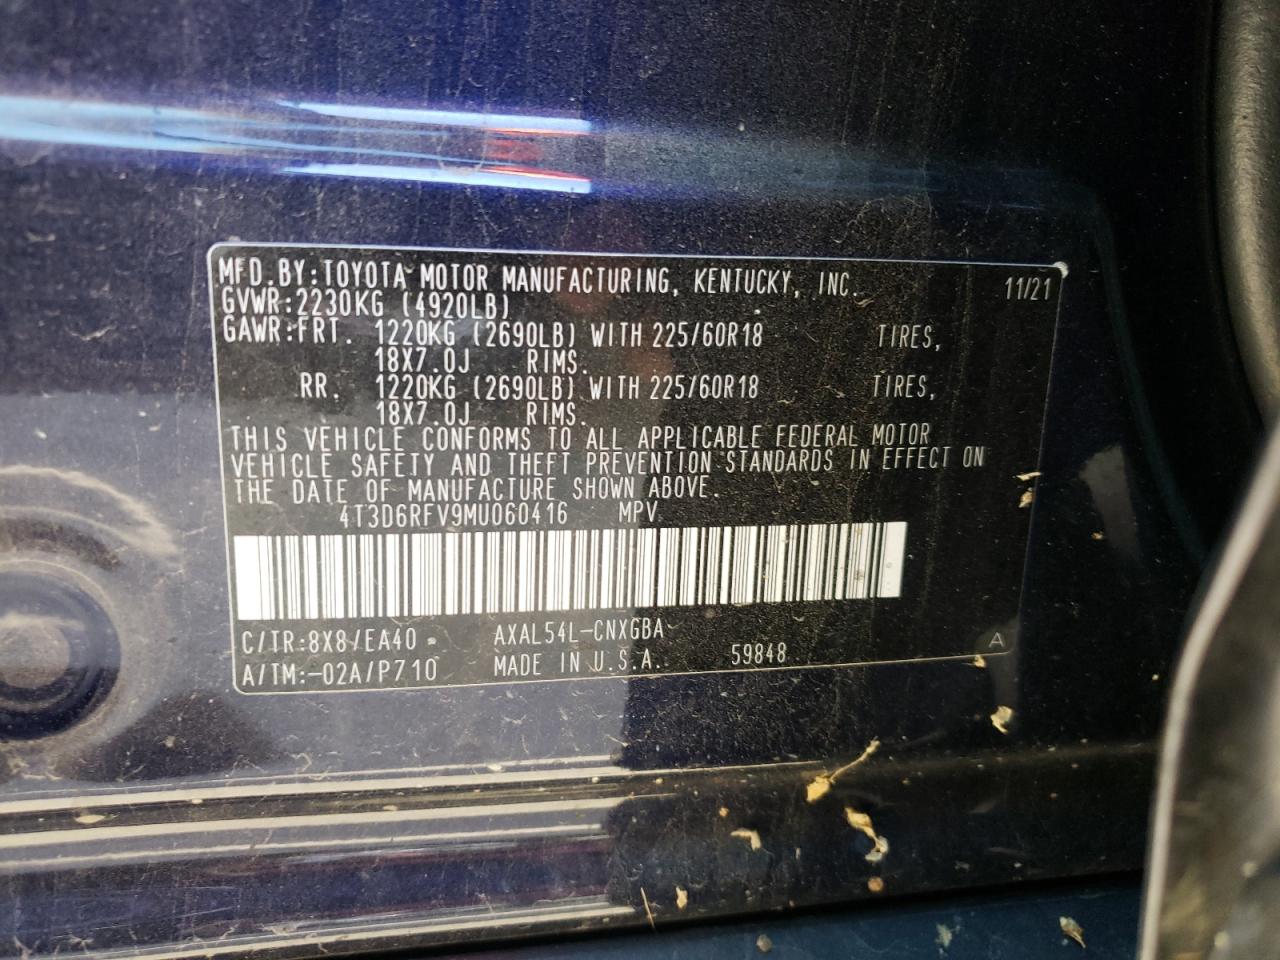 MFD.BY:TOYOTA MOTOR MANUFACTURING, KENTUCKY, INC. 11/21
GVWR:2230KG (4920LB)
GAWR:FRT. 1220KG (2690LB) WITH 225/60R18 TIRES,
18X7.0J RIMS.
RR. 1220KG (2690LB) WITH 225/60R18 TIRES,
18X7.0J RIMS.
THIS VEHICLE CONFORMS TO ALL APPLICABLE FEDERAL MOTOR
VEHICLE SAFETY AND THEFT PREVENTION STANDARDS IN EFFECT ON
THE DATE OF MANUFACTURE SHOWN ABOVE.
4T3D6RFV9MU060416 MPV
C/TR:8X8/EA40 AXAL54L-CNXGBA
A/TM:-02A/P710 MADE IN U.S.A. 59848
A